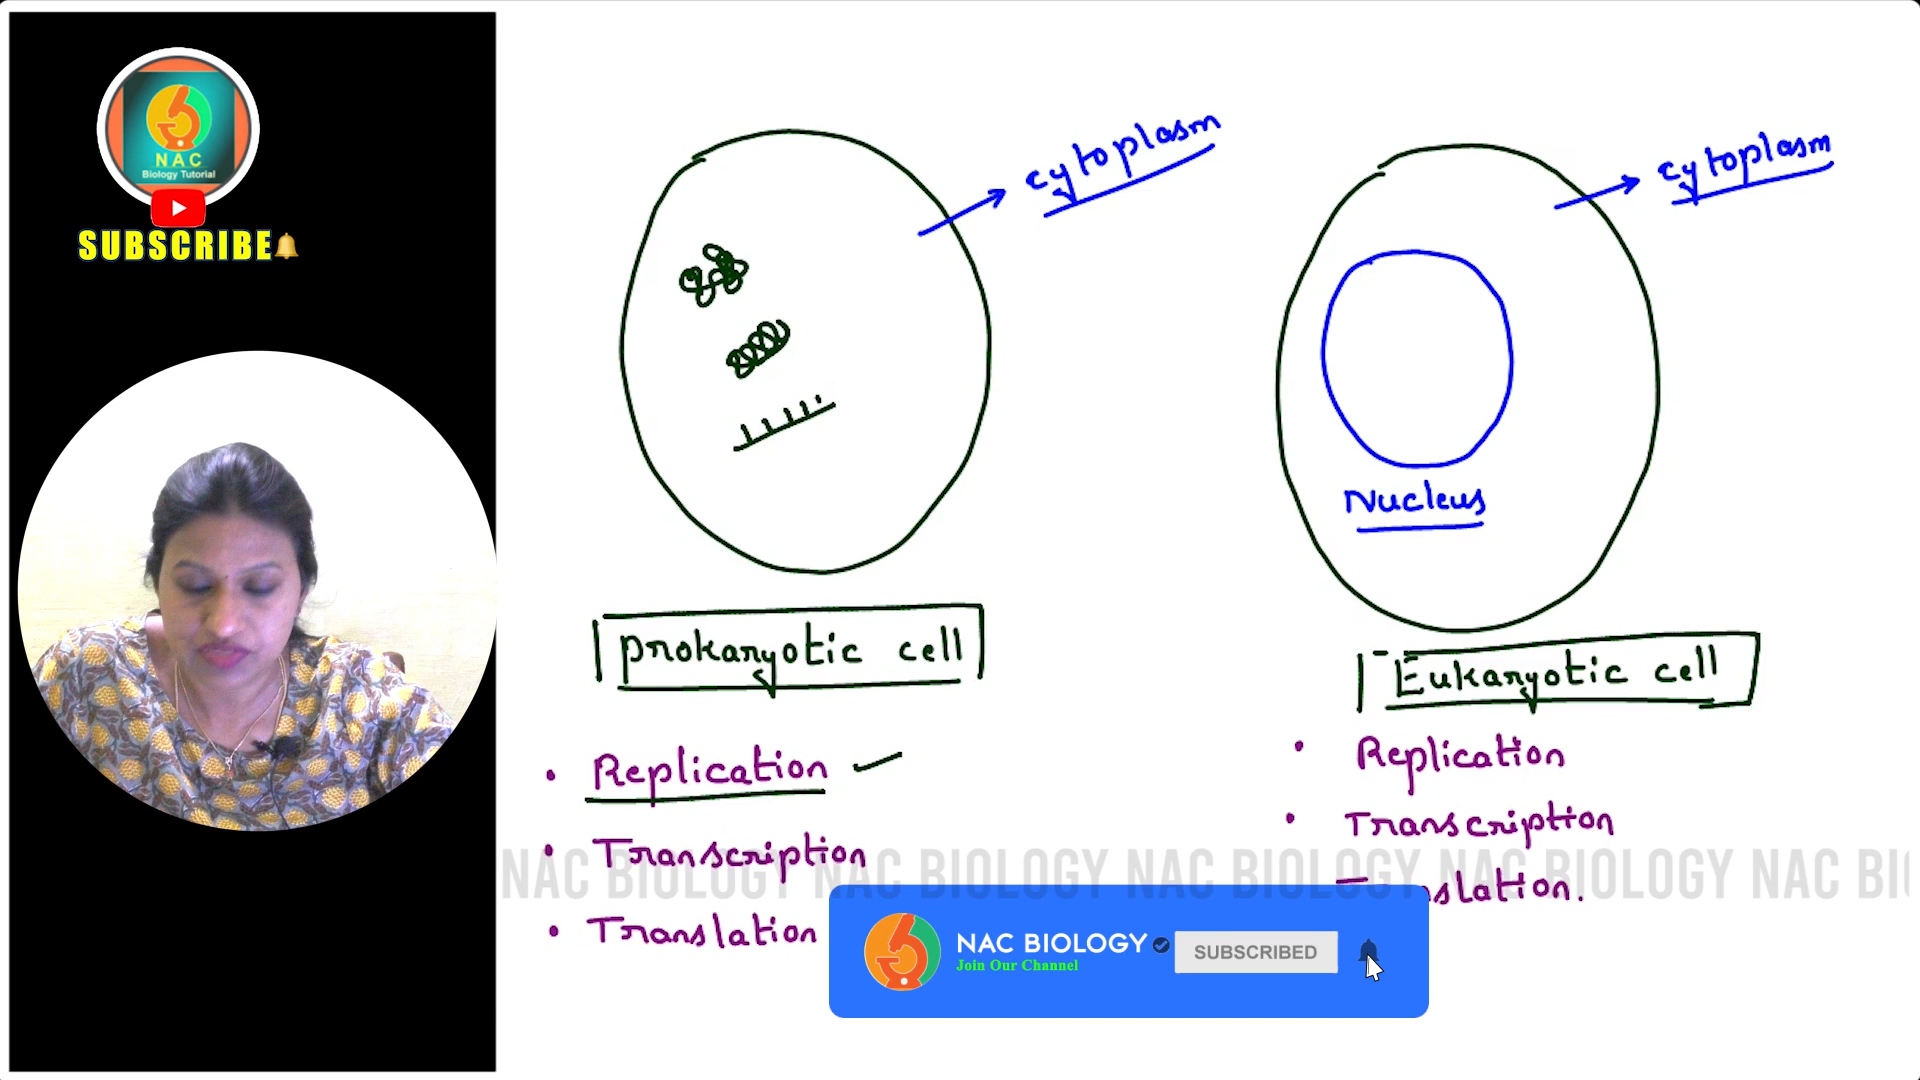 NAC
Biology Tutorial
SUBSCRIBE
cytoplasm
cytoplasm
Nucleus
Prokaryotic cell
Eukaryotic cell
• Replication
• Transcription
• Translation
• Replication
• Transcription
slation.
NAC BIOLOGY NAC BIOLOGY NAC BIOLOGY NAC BIOLOGY NAC BI
NAC BIOLOGY
Join Our Channel
SUBSCRIBED